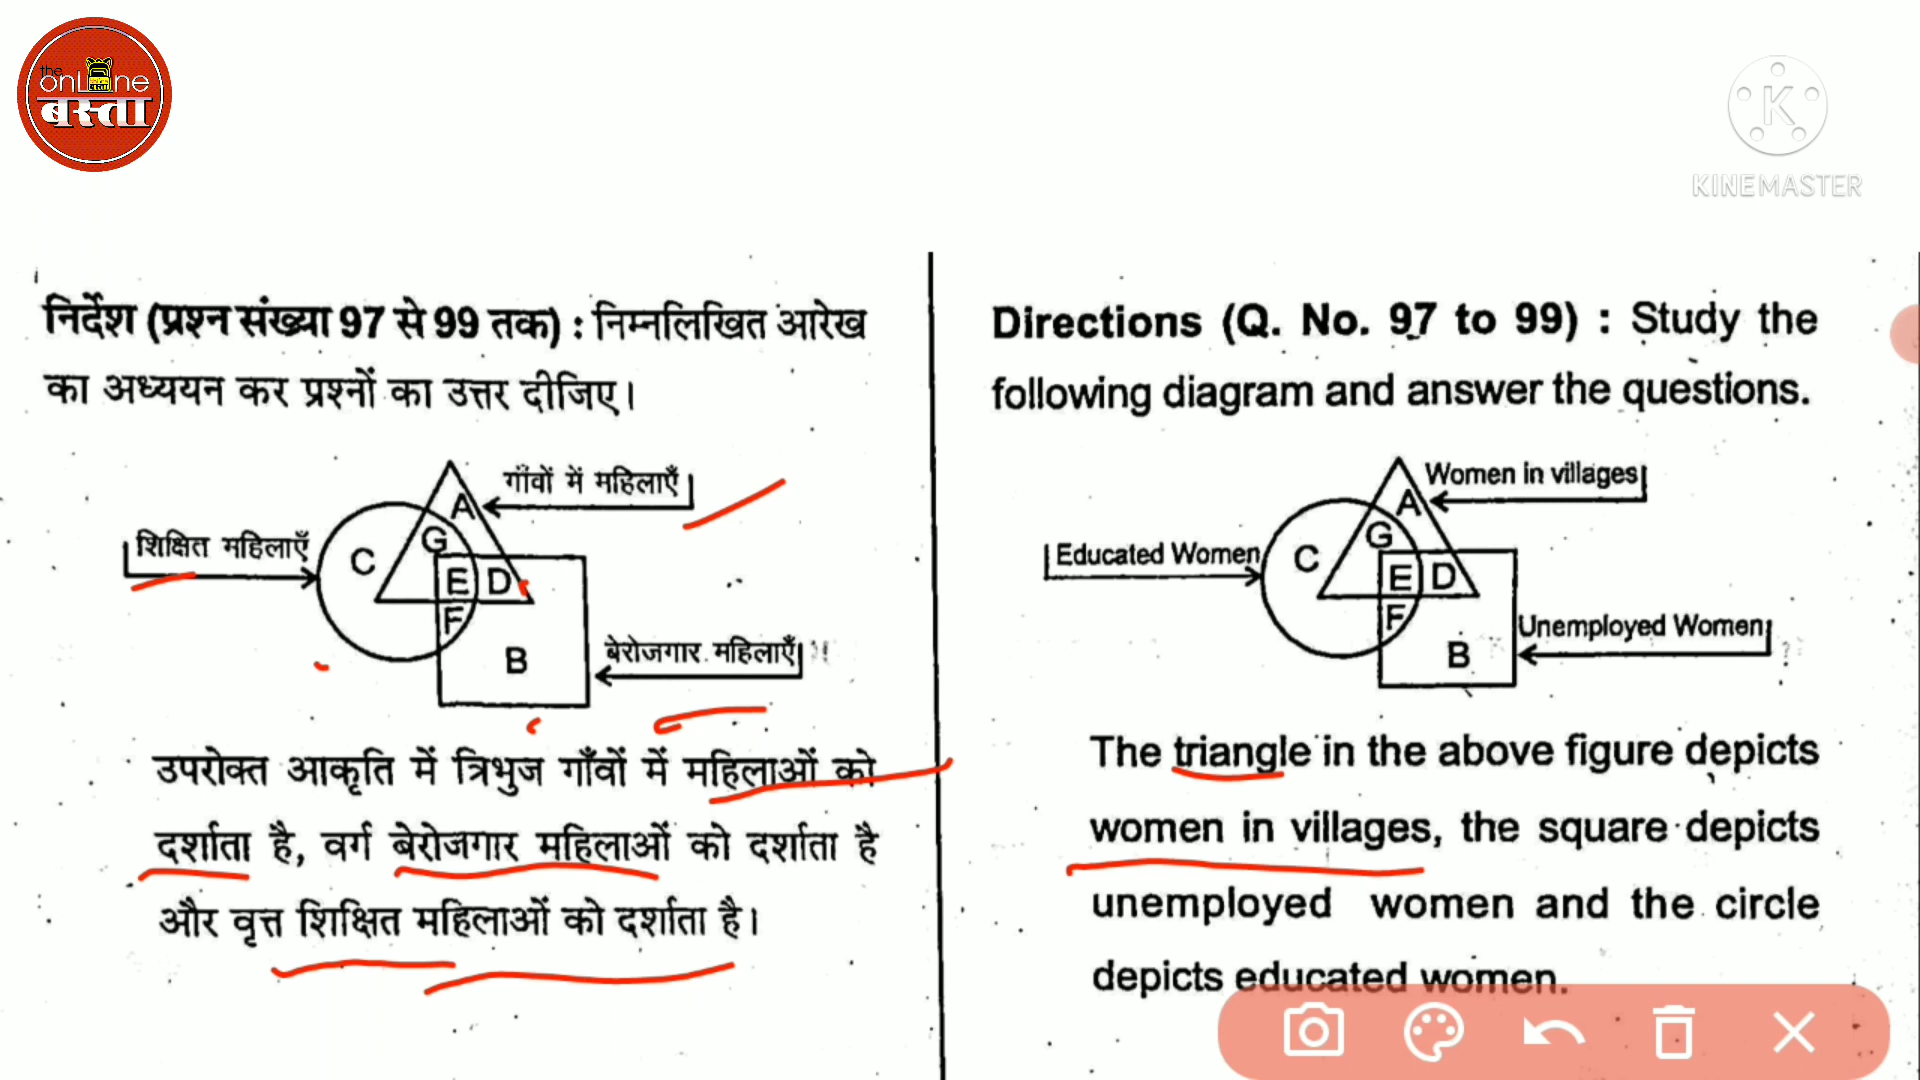 the
onLine
बस्ता
K
KINEMASTER
निर्देश (प्रश्न संख्या 97 से 99 तक) : निम्नलिखित आरेख
का अध्ययन कर प्रश्नों का उत्तर दीजिए।
गाँवों में महिलाएँ
शिक्षित महिलाएँ
A
G
C
E D
F
B
बेरोजगार महिलाएँ
उपरोक्त आकृति में त्रिभुज गाँवों में महिलाओं को
दर्शाता है, वर्ग बेरोजगार महिलाओं को दर्शाता है
और वृत्त शिक्षित महिलाओं को दर्शाता है।
Directions (Q. No. 97 to 99) : Study the
following diagram and answer the questions.
Women in villages
Educated Women
A
G
C
E D
F
B
Unemployed Women
The triangle in the above figure depicts
women in villages, the square depicts
unemployed women and the circle
depicts educated women.